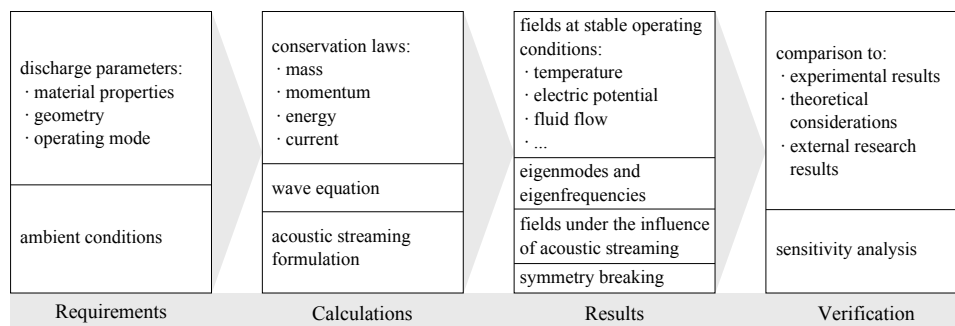 discharge parameters:
· material properties
· geometry
· operating mode
ambient conditions
Requirements
conservation laws:
· mass
· momentum
· energy
· current
wave equation
acoustic streaming
formulation
Calculations
fields at stable operating
conditions:
· temperature
· electric potential
· fluid flow
· ...
eigenmodes and
eigenfrequencies
fields under the influence
of acoustic streaming
symmetry breaking
Results
comparison to:
· experimental results
· theoretical
considerations
· external research
results
sensitivity analysis
Verification